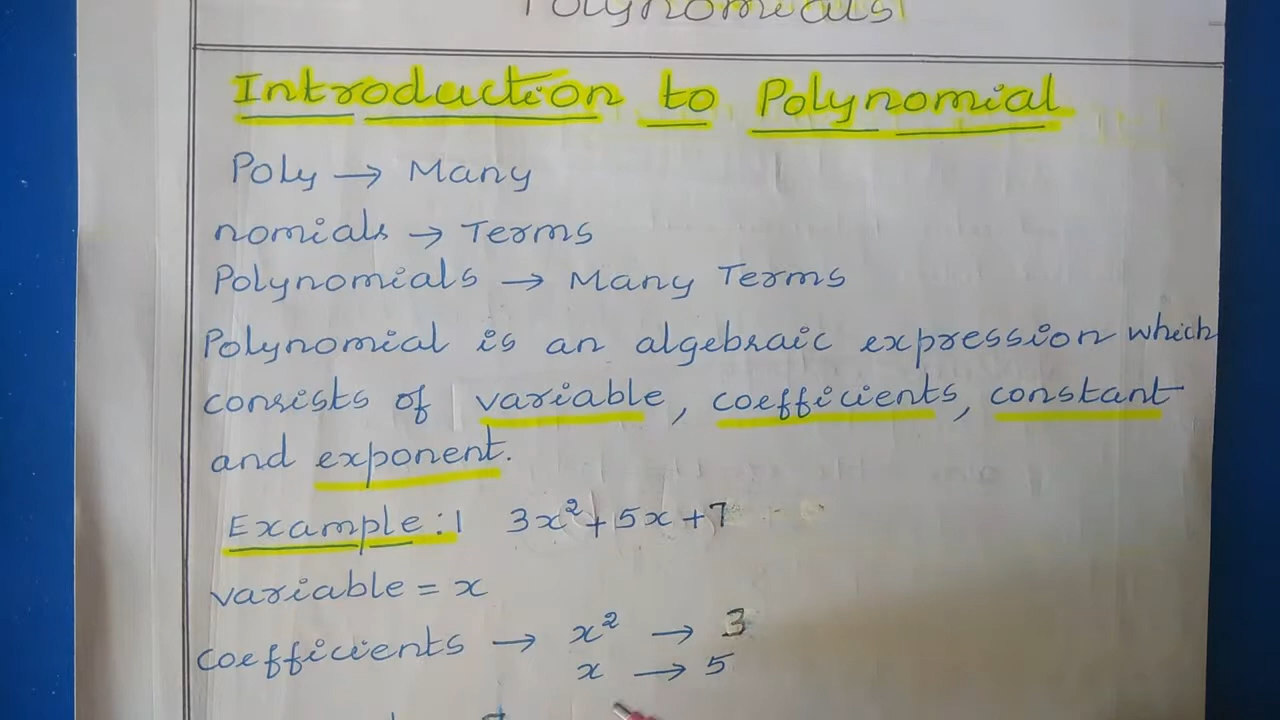 Polynomials
Introduction to Polynomial
Poly → Many
nomials → Terms
Polynomials → Many Terms
Polynomial is an algebraic expression which
consists of variable, coefficients, constant
and exponent.
Example:1 3x²+5x+7
variable = x
coefficients → x² → 3
x → 5